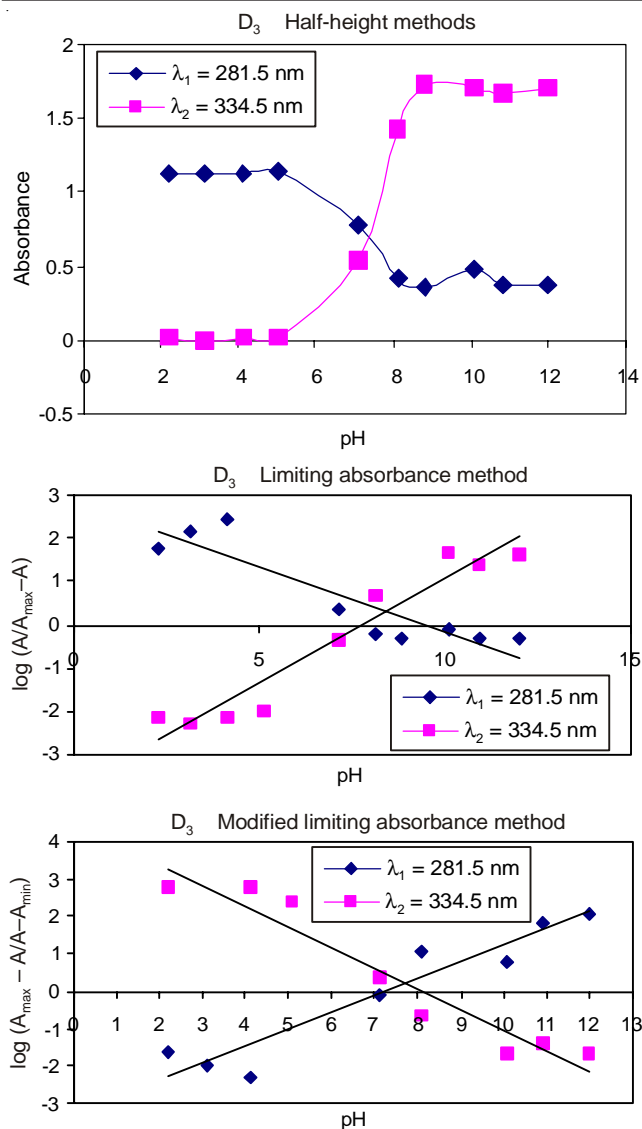 D₃ Half-height methods
2
1.5
1
0.5
0
-0.5
Absorbance
λ₁ = 281.5 nm
λ₂ = 334.5 nm
0 2 4 6 8 10 12 14
pH
D₃ Limiting absorbance method
3
2
1
0
-1
-2
-3
log (A/Aₘₐₓ–A)
0 5 10 15
λ₁ = 281.5 nm
λ₂ = 334.5 nm
pH
D₃ Modified limiting absorbance method
4
3
2
1
0
-1
-2
-3
log (Aₘₐₓ – A/A–Aₘᵢₙ)
λ₁ = 281.5 nm
λ₂ = 334.5 nm
0 1 2 3 4 5 6 7 8 9 10 11 12 13
pH